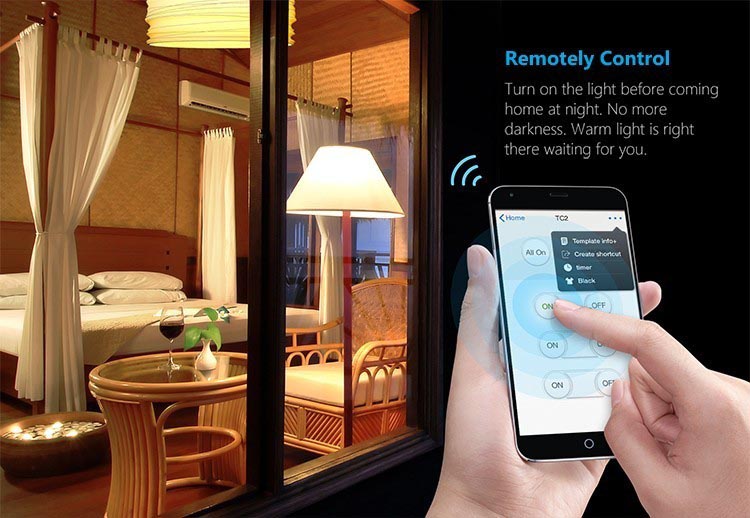 Remotely Control
Turn on the light before coming
home at night. No more
darkness. Warm light is right
there waiting for you.
Home TC2
Template info+
All On
Create shortcut
timer
Black
ON OFF
ON
ON OFF